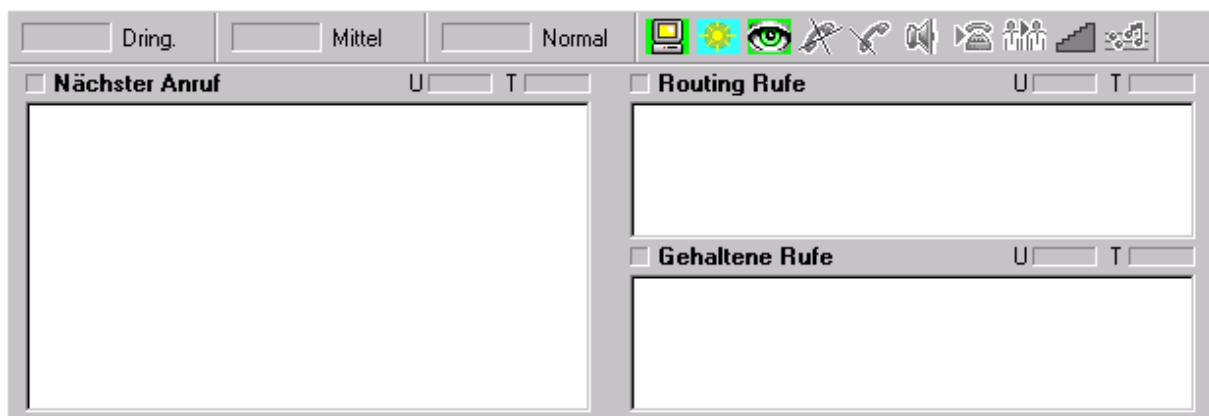 Dring. Mittel Normal
Nächster Anruf U T
Routing Rufe U T
Gehaltene Rufe U T